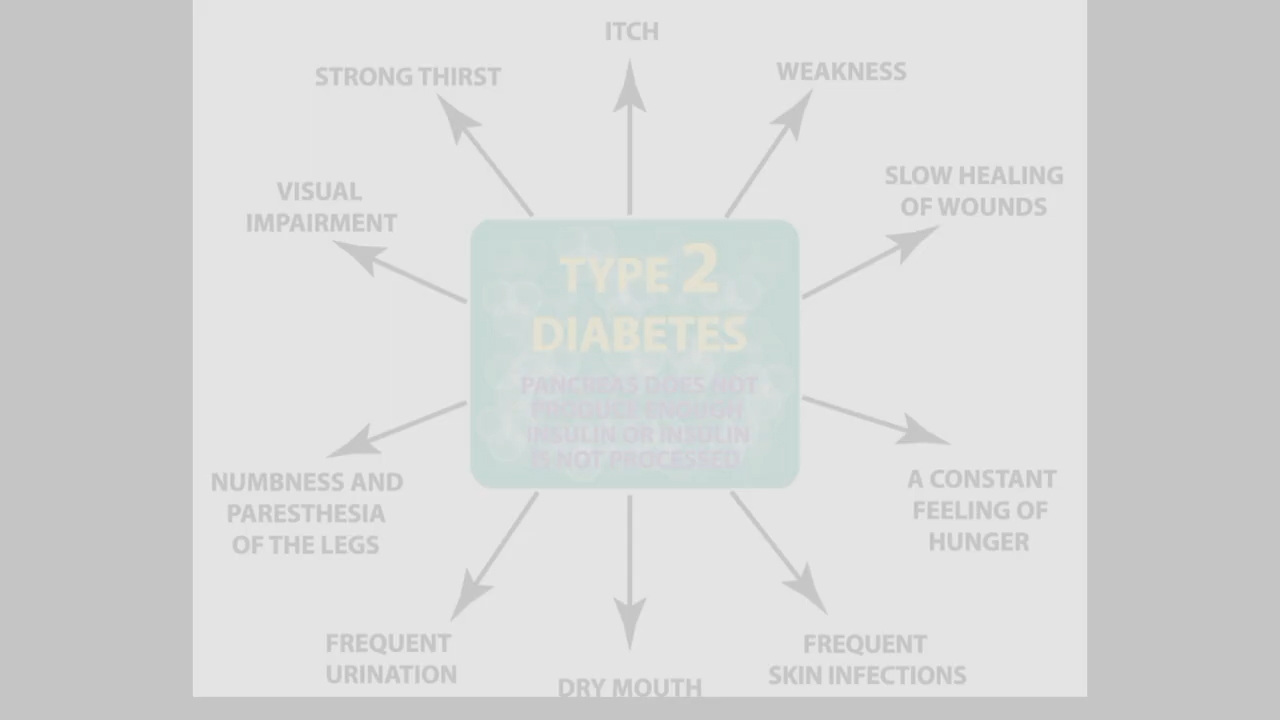 ITCH
STRONG THIRST
WEAKNESS
VISUAL
IMPAIRMENT
SLOW HEALING
OF WOUNDS
TYPE 2
DIABETES
PANCREAS DOES NOT
PRODUCE ENOUGH
INSULIN OR INSULIN
IS NOT PROCESSED
NUMBNESS AND
PARESTHESIA
OF THE LEGS
A CONSTANT
FEELING OF
HUNGER
FREQUENT
URINATION
DRY MOUTH
FREQUENT
SKIN INFECTIONS